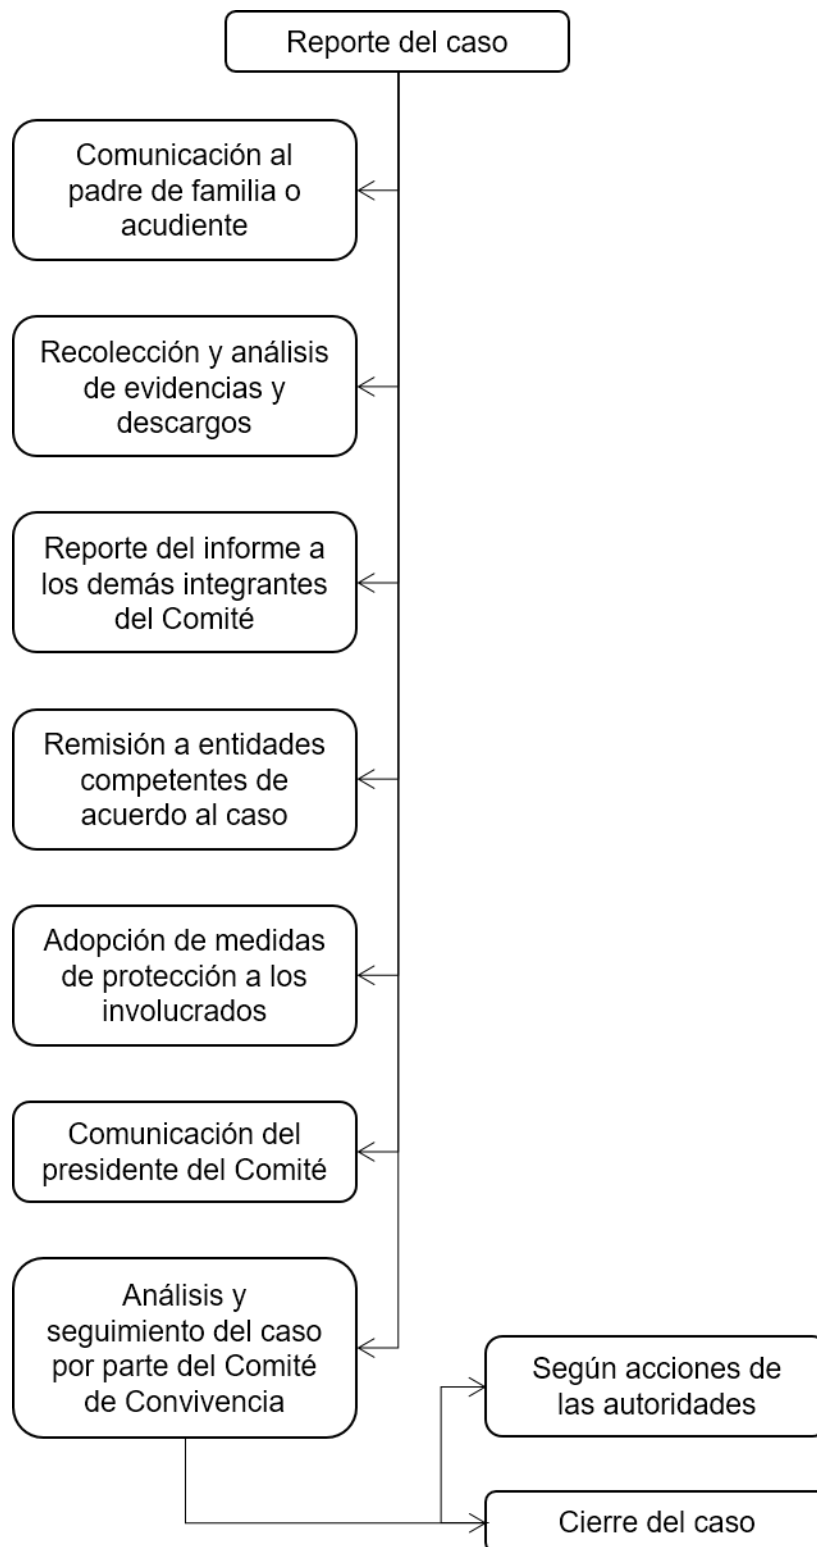 Reporte del caso
Comunicación al
padre de familia o
acudiente
Recolección y análisis
de evidencias y
descargos
Reporte del informe a
los demás integrantes
del Comité
Remisión a entidades
competentes de
acuerdo al caso
Adopción de medidas
de protección a los
involucrados
Comunicación del
presidente del Comité
Análisis y
seguimiento del caso
por parte del Comité
de Convivencia
Según acciones de
las autoridades
Cierre del caso